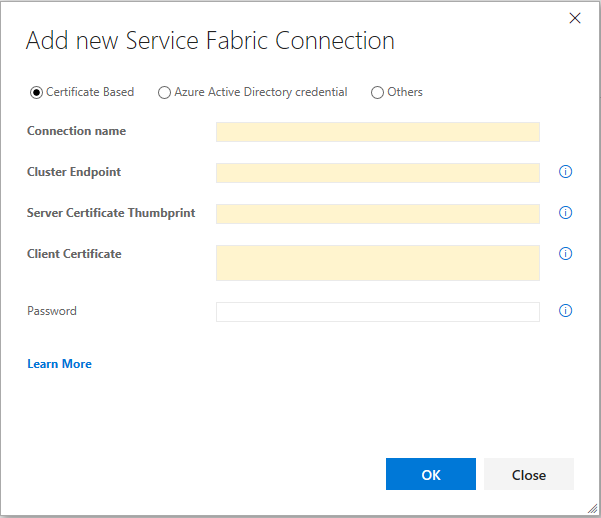 Add new Service Fabric Connection
Certificate Based Azure Active Directory credential Others
Connection name
Cluster Endpoint
Server Certificate Thumbprint
Client Certificate
Password
Learn More
OK Close